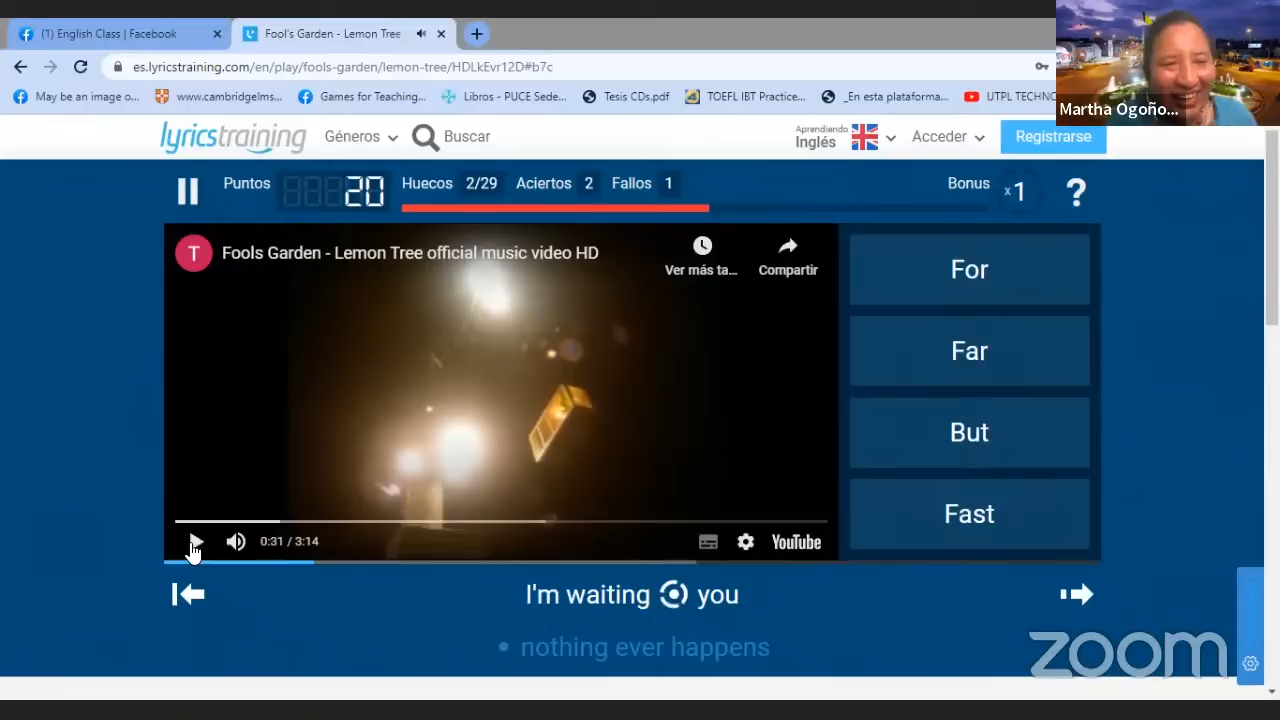 (1) English Class | Facebook
Fool's Garden - Lemon Tree
es.lyricstraining.com/en/play/fools-garden/lemon-tree/HDLkEvr12D#b7c
May be an image o...
www.cambridgelms...
Games for Teaching...
Libros - PUCE Sede...
Tesis CDs.pdf
TOEFL IBT Practice...
_En esta plataforma...
UTPL TECHNO
Martha Ogoño...
lyricstraining
Géneros
Buscar
Aprendiendo
Inglés
Acceder
Registrarse
Puntos
20
Huecos 2/29 Aciertos 2 Fallos 1
Bonus x1 ?
T
Fools Garden - Lemon Tree official music video HD
Ver más ta...
Compartir
0:31 / 3:14
YouTube
For
Far
But
Fast
I'm waiting you
• nothing ever happens
zoom